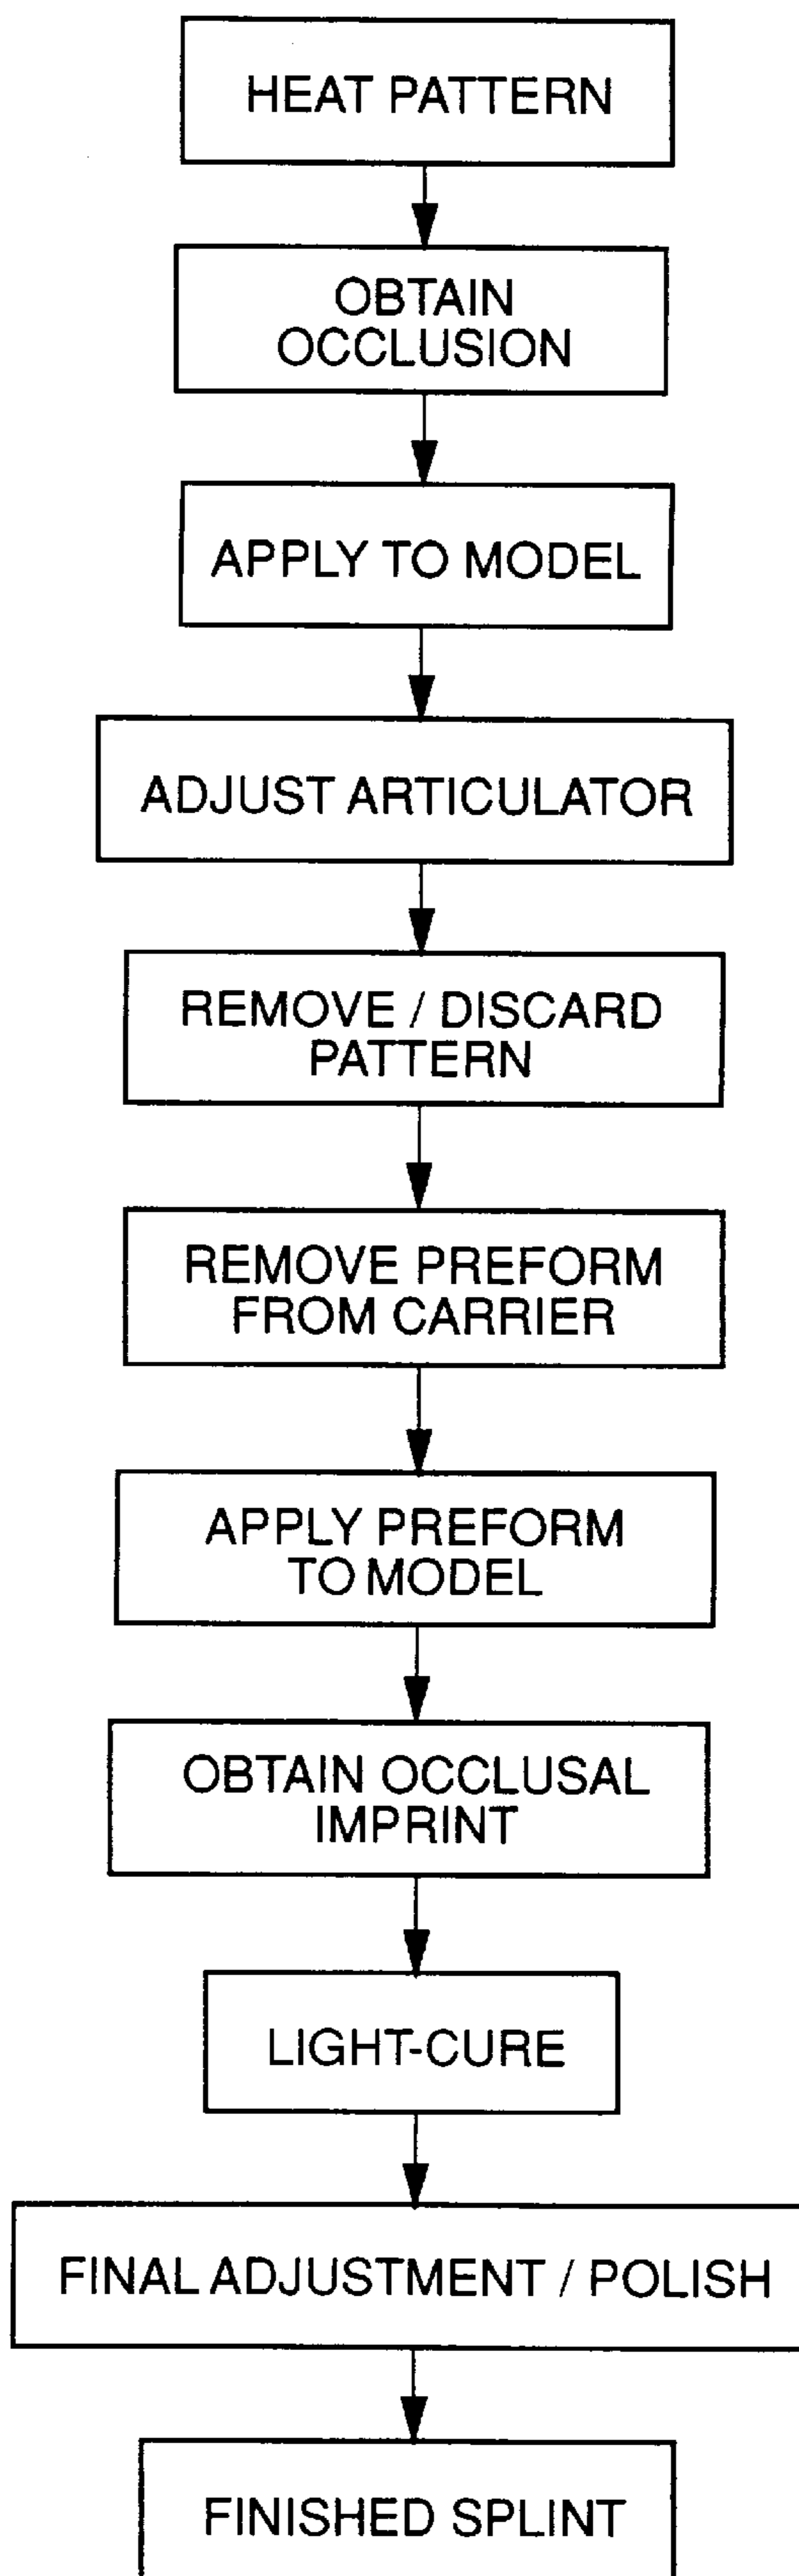 HEAT PATTERN
OBTAIN
OCCLUSION
APPLY TO MODEL
ADJUST ARTICULATOR
REMOVE / DISCARD
PATTERN
REMOVE PREFORM
FROM CARRIER
APPLY PREFORM
TO MODEL
OBTAIN OCCLUSAL
IMPRINT
LIGHT-CURE
FINAL ADJUSTMENT / POLISH
FINISHED SPLINT